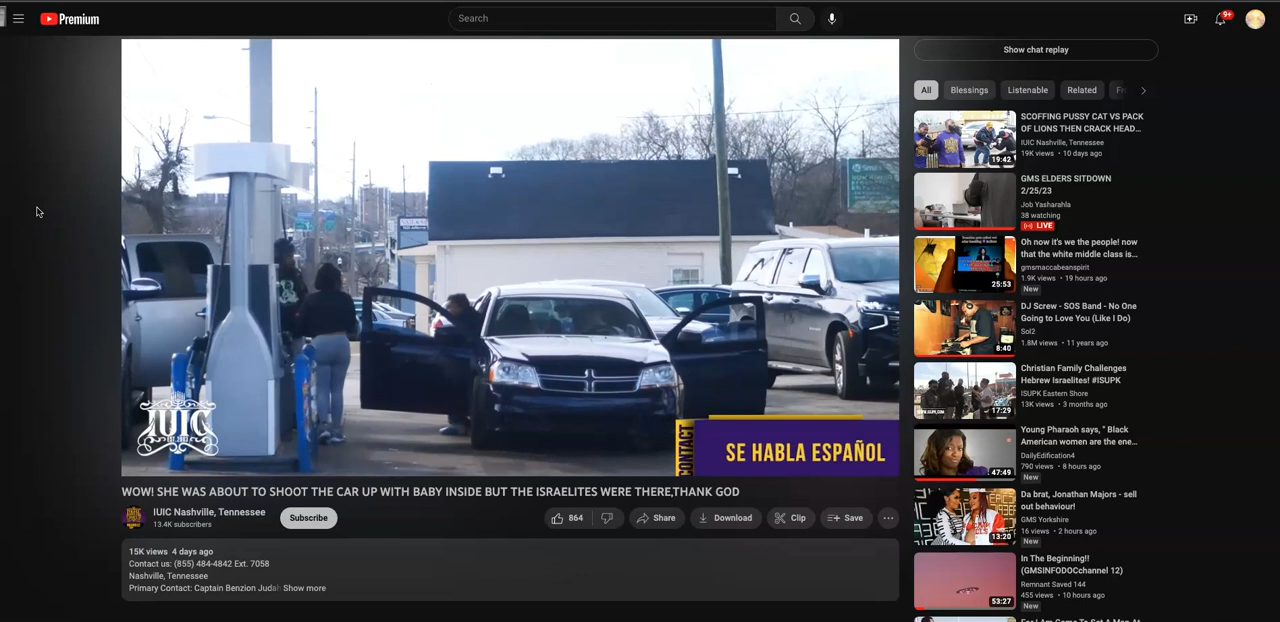 Premium
Search
9+
IUIC
CONTACT
SE HABLA ESPAÑOL
WOW! SHE WAS ABOUT TO SHOOT THE CAR UP WITH BABY INSIDE BUT THE ISRAELITES WERE THERE,THANK GOD
IUIC Nashville, Tennessee
13.4K subscribers
Subscribe
864
Share
Download
Clip
Save
15K views 4 days ago
Contact us: (855) 484-4842 Ext. 7058
Nashville, Tennessee
Primary Contact: Captain Benzion Judah Show more
Show chat replay
All
Blessings
Listenable
Related
SCOFFING PUSSY CAT VS PACK
OF LIONS THEN CRACK HEAD...
IUIC Nashville, Tennessee
19K views • 10 days ago
19:42
GMS ELDERS SITDOWN
2/25/23
Job Yasharahla
38 watching
LIVE
Oh now it's we the people! now
that the white middle class is...
gmsmaccabeanspirit
1.9K views • 19 hours ago
New
25:53
DJ Screw - SOS Band - No One
Going to Love You (Like I Do)
Sol2
1.8M views • 11 years ago
8:40
Christian Family Challenges
Hebrew Israelites! #ISUPK
ISUPK Eastern Shore
13K views • 3 months ago
17:29
Young Pharaoh says, " Black
American women are the ene...
DailyEdification4
790 views • 8 hours ago
New
47:49
Da brat, Jonathan Majors - sell
out behaviour!
GMS Yorkshire
16 views • 2 hours ago
New
13:20
In The Beginning!!
(GMSINFODOCchannel 12)
Remnant Saved 144
455 views • 10 hours ago
New
53:27